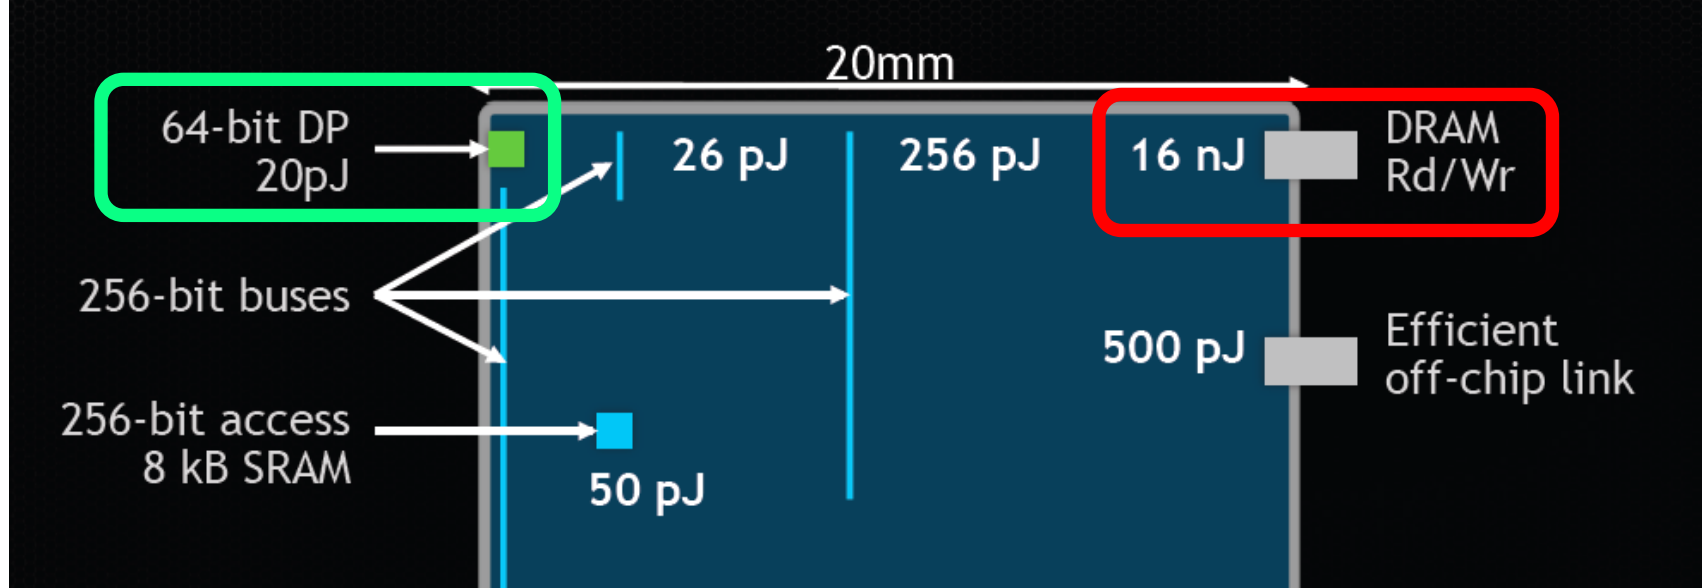 20mm
64-bit DP
20pJ
26 pJ
256 pJ
16 nJ
DRAM
Rd/Wr
256-bit buses
500 pJ
Efficient
off-chip link
256-bit access
8 kB SRAM
50 pJ